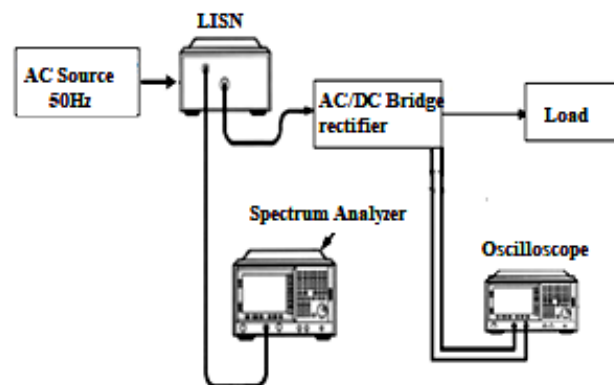 LISN
AC Source
50Hz
AC/DC Bridge
rectifier
Load
Spectrum Analyzer
Oscilloscope